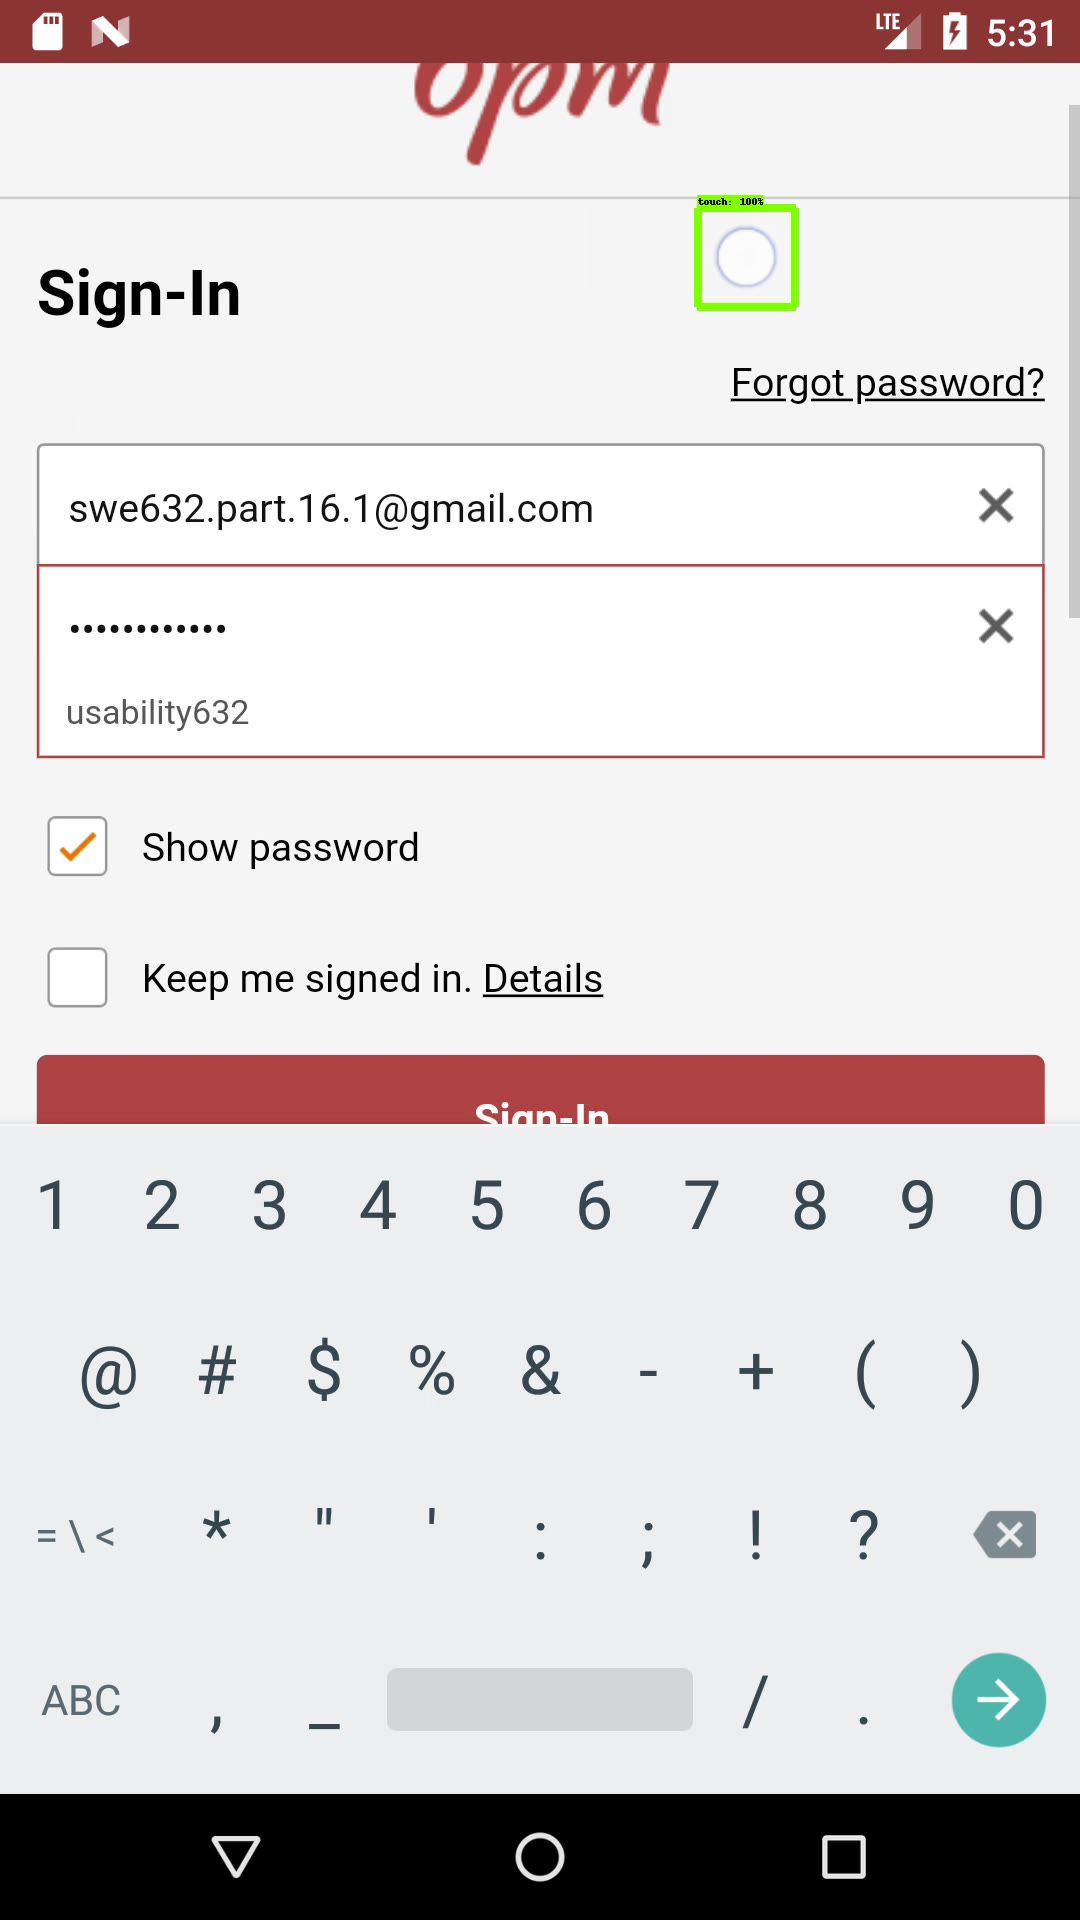 LTE 5:31
opm
touch: 100%
Sign-In
Forgot password?
swe632.part.16.1@gmail.com
••••••••••••
usability632
Show password
Keep me signed in. Details
Sign-In
1 2 3 4 5 6 7 8 9 0
@ # $ % & - + ( )
= \ < * " ' : ; ! ?
ABC , _ / .